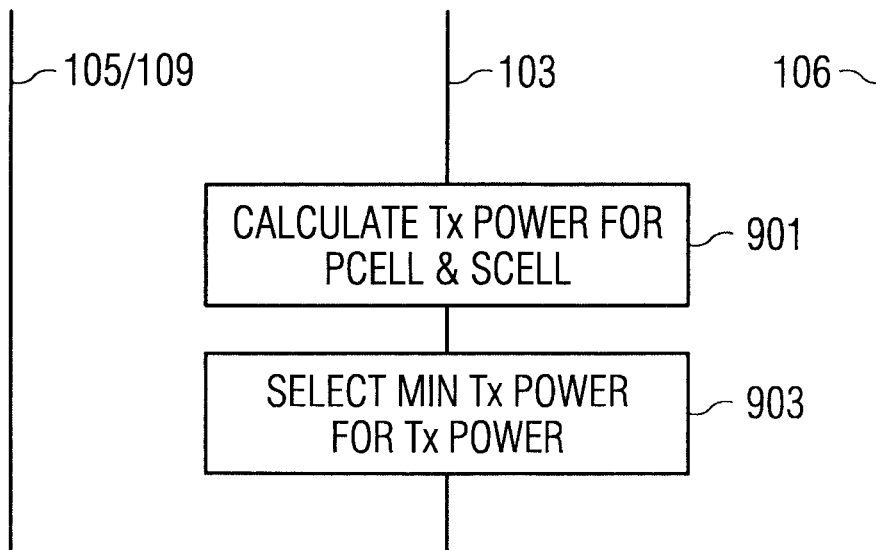 105/109
103
106
CALCULATE Tx POWER FOR
PCELL & SCELL
901
SELECT MIN Tx POWER
FOR Tx POWER
903